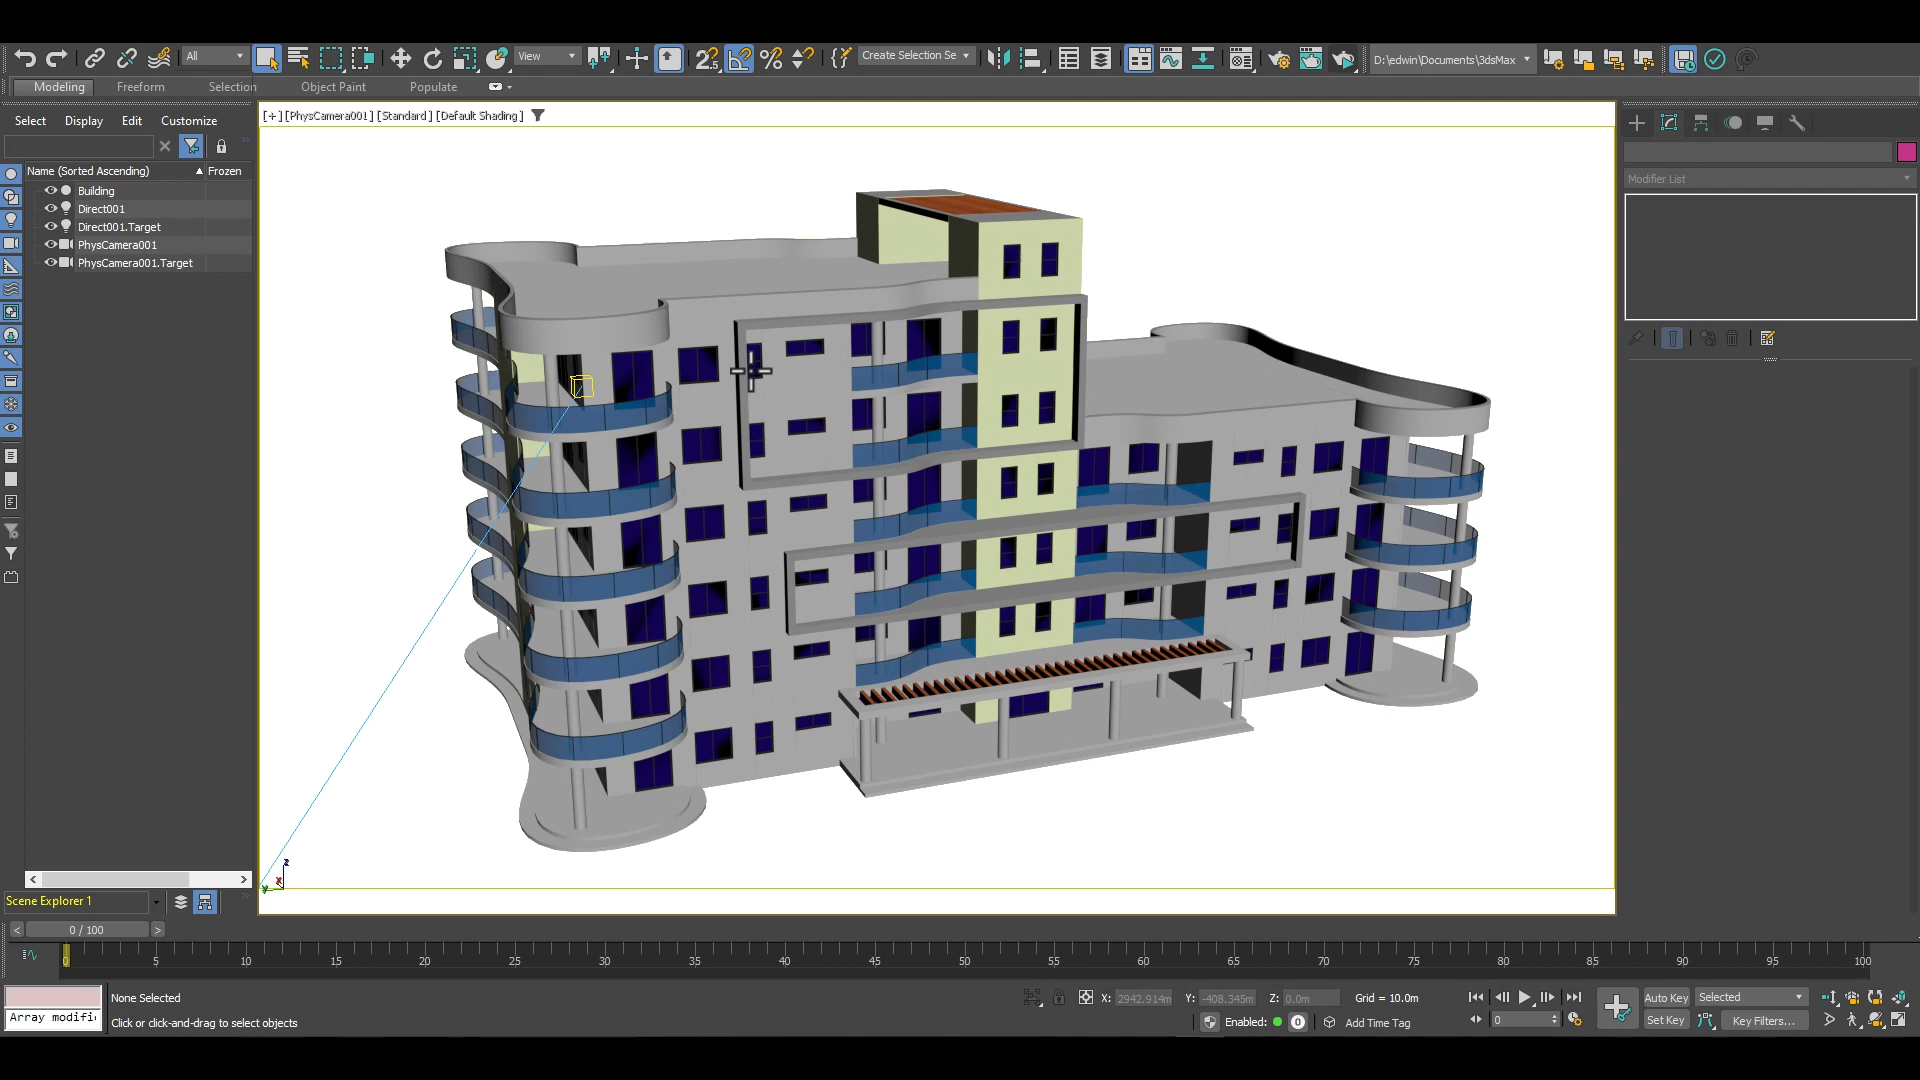 All
View
Create Selection Se
D:\edwin\Documents\3dsMax
Modeling
Freeform
Selection
Object Paint
Populate
[+] [PhysCamera001] [Standard] [Default Shading]
Select
Display
Edit
Customize
Name (Sorted Ascending)
Frozen
Building
Direct001
Direct001.Target
PhysCamera001
PhysCamera001.Target
Modifier List
z
x
y
Scene Explorer 1
0 / 100
0 5 10 15 20 25 30 35 40 45 50 55 60 65 70 75 80 85 90 95 100
None Selected
X: 2942.914m Y: -408.345m Z: 0.0m Grid = 10.0m
Auto Key
Selected
Array modifi
Click or click-and-drag to select objects
Enabled: 0
Add Time Tag
0
Set Key
Key Filters...